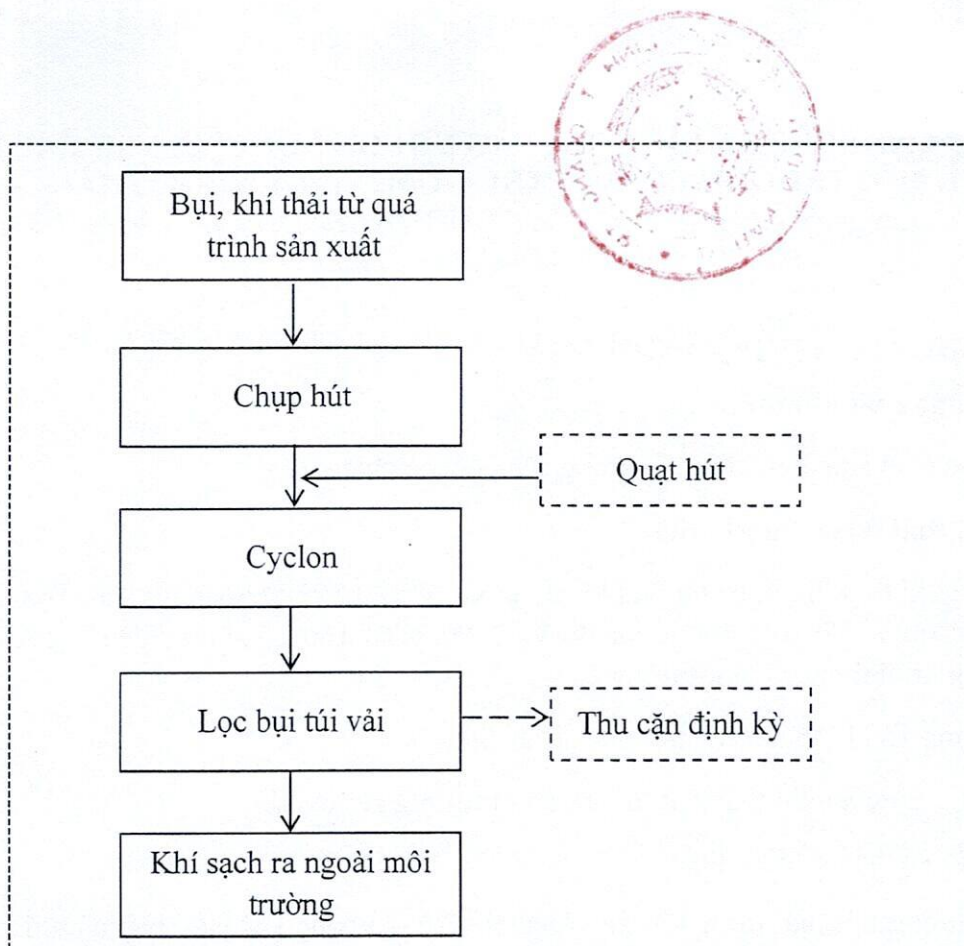 Bụi, khí thải từ quá
trình sản xuất
Chụp hút
Quạt hút
Cyclon
Lọc bụi túi vải
Thu cặn định kỳ
Khí sạch ra ngoài môi
trường